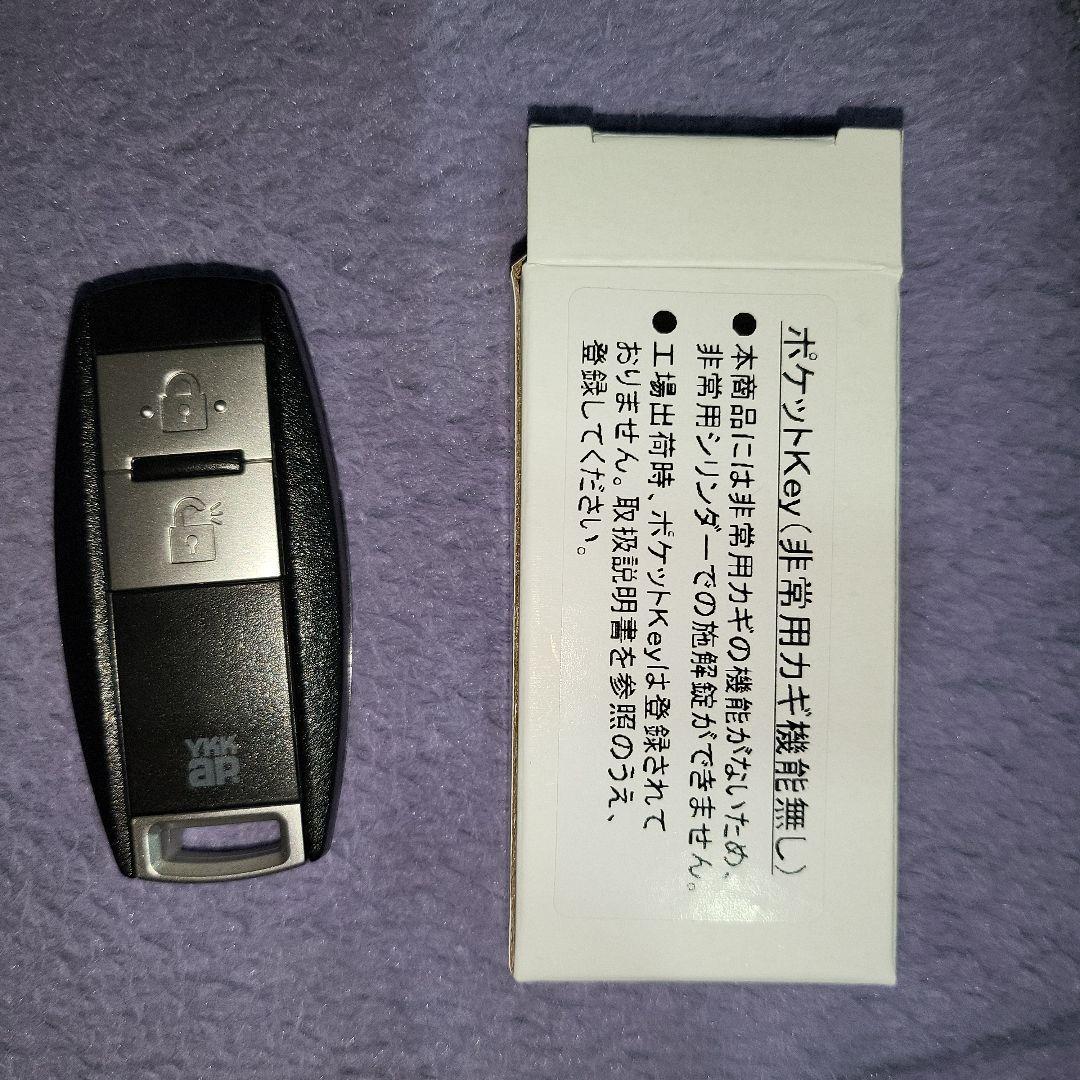 YKK
aP
ポケットKey(非常用カギ機能無し)
●本商品には非常用カギの機能がないため、
非常用シリンダーでの施解錠ができません。
●工場出荷時、ポケットKeyは登録されて
おりません。取扱説明書を参照のうえ、
登録してください。